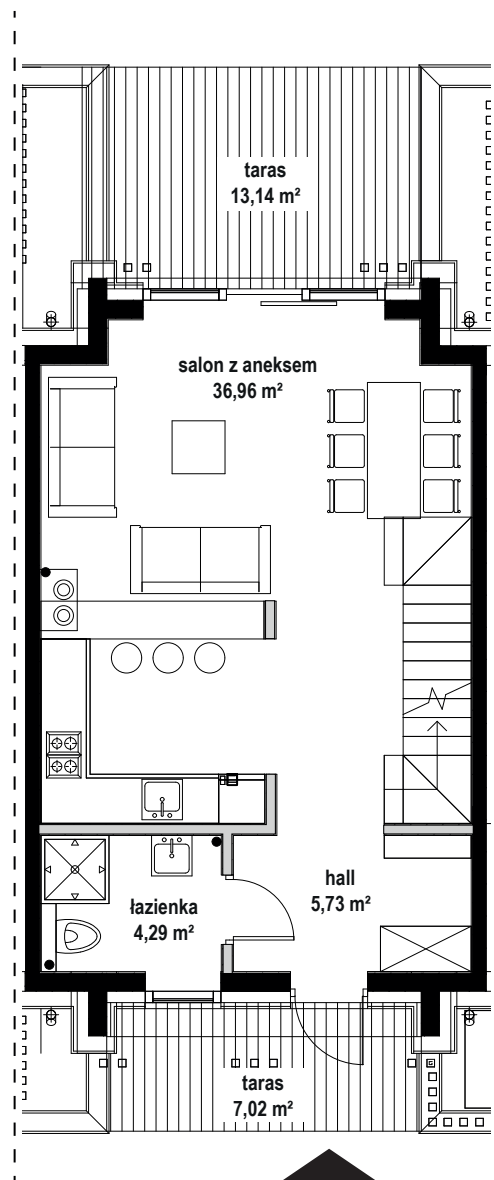 taras
13,14 m²
salon z aneksem
36,96 m²
hall
5,73 m²
łazienka
4,29 m²
taras
7,02 m²